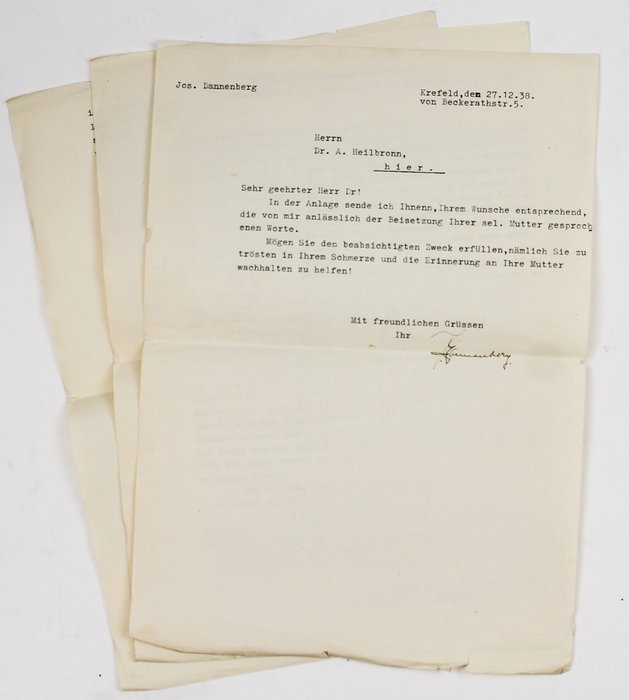 Jos. Dannenberg
Krefeld,den 27.12.38.
von Beckerathstr.5.
Herrn
Dr. A. Heilbronn,
h i e r .
Sehr geehrter Herr Dr!
In der Anlage sende ich Ihnenn,Ihrem Wunsche entsprechend,
die von mir anlässlich der Beisetzung Ihrer sel. Mutter gesproch
enen Worte.
Mögen Sie den beabsichtigten Zweck erfüllen,nämlich Sie zu
trösten in Ihrem Schmerze und die Erinnerung an Ihre Mutter
wachhalten zu helfen!
Mit freundlichen Grüssen
Ihr
J. Dannenberg.